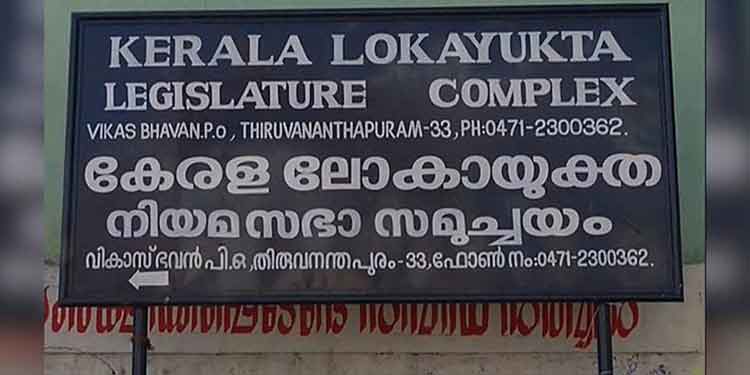 KERALA LOKAYUKTA
LEGISLATURE COMPLEX
VIKAS BHAVAN.P.O, THIRUVANANTHAPURAM-33, PH:0471-2300362.
കേരള ലോകായുക്ത
നിയമസഭാ സമുച്ചയം
വികാസ് ഭവൻ പി.ഒ, തിരുവനന്തപുരം-33, ഫോൺ നം:0471-2300362.